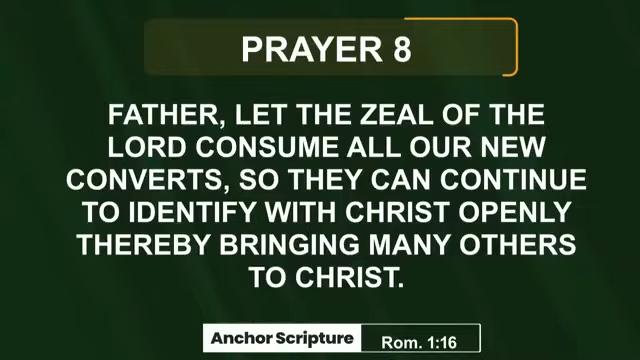 PRAYER 8
FATHER, LET THE ZEAL OF THE
LORD CONSUME ALL OUR NEW
CONVERTS, SO THEY CAN CONTINUE
TO IDENTIFY WITH CHRIST OPENLY
THEREBY BRINGING MANY OTHERS
TO CHRIST.
Anchor Scripture Rom. 1:16